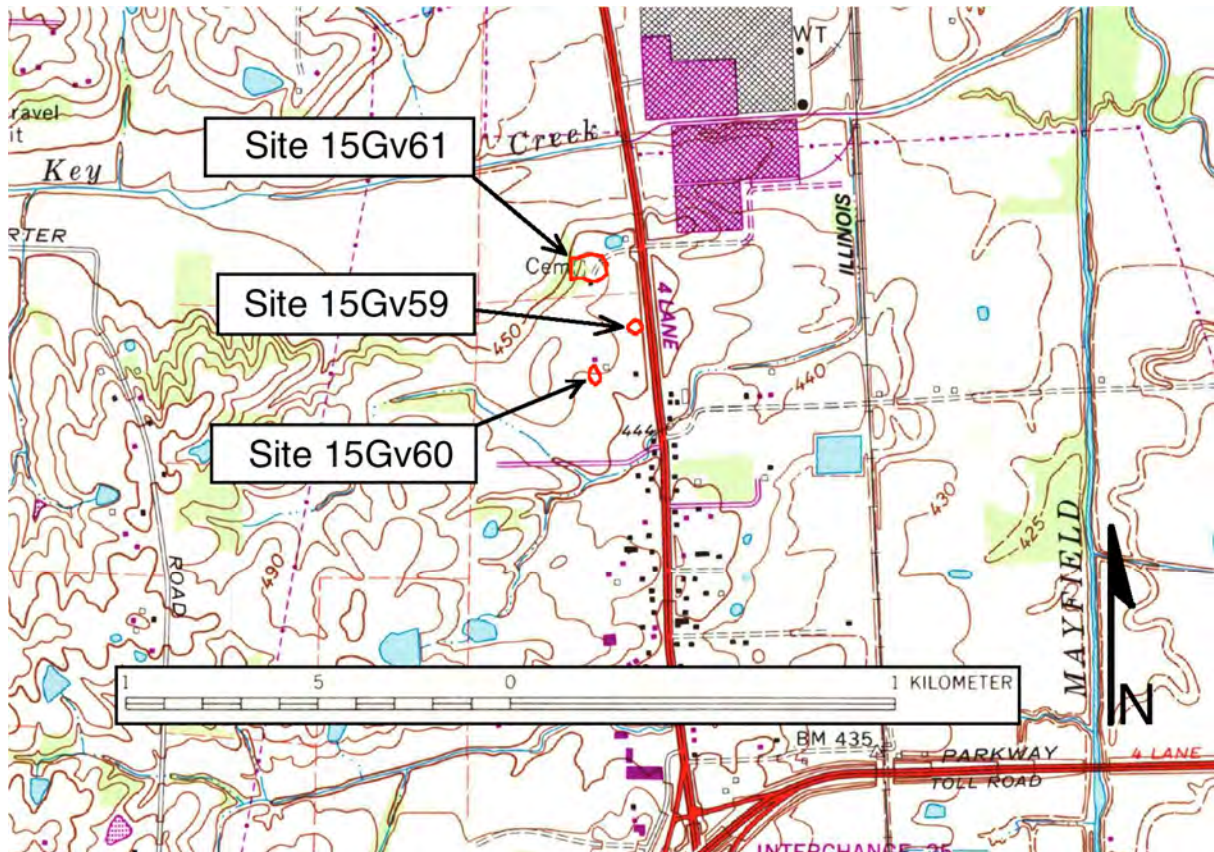 WT
ravel
it
Site 15Gv61
Creek
Key
RTER
ILLINOIS
Cem
Site 15Gv59
4 LANE
450
440
Site 15Gv60
444
430
425
490
ROAD
MAYFIELD
1 5 0 1 KILOMETER
N
BM 435
PARKWAY
4 LANE
TOLL ROAD
INTERCHANGE 25